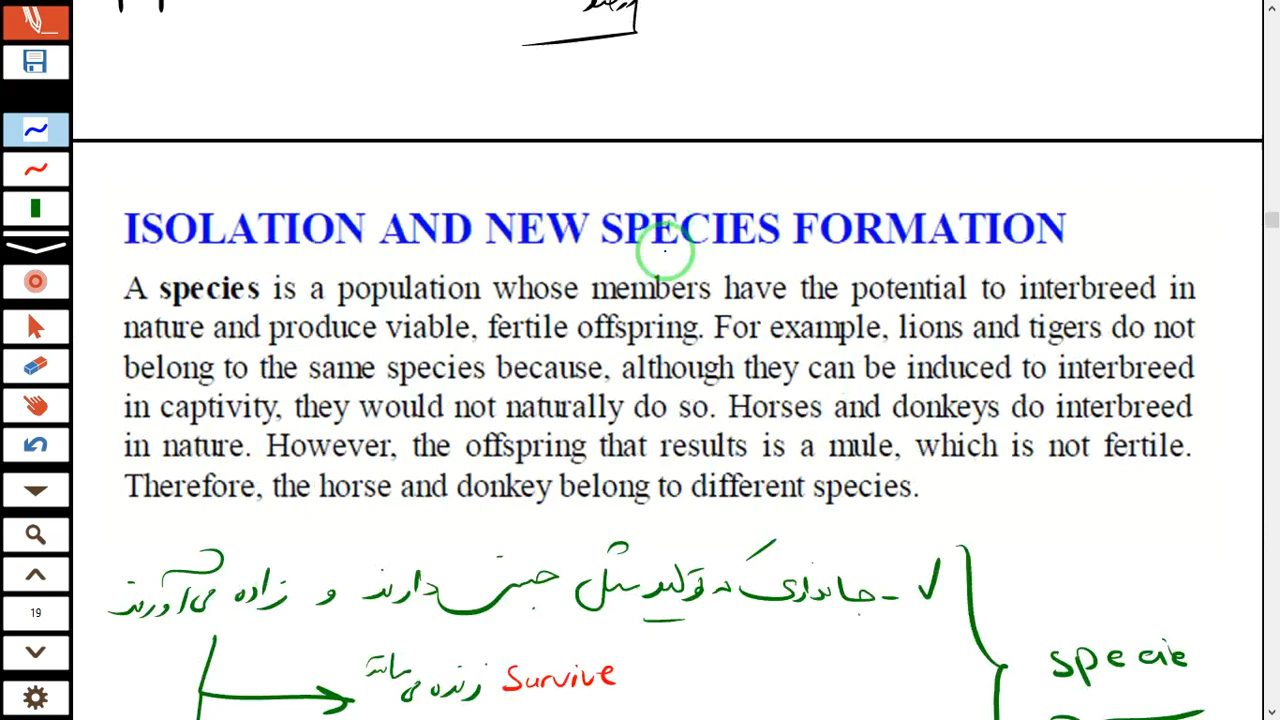 ISOLATION AND NEW SPECIES FORMATION
A species is a population whose members have the potential to interbreed in
nature and produce viable, fertile offspring. For example, lions and tigers do not
belong to the same species because, although they can be induced to interbreed
in captivity, they would not naturally do so. Horses and donkeys do interbreed
in nature. However, the offspring that results is a mule, which is not fertile.
Therefore, the horse and donkey belong to different species.
✓ - جانداری که تولید مثل جنسی دارند و زاده می‌آورند
specie
زنده می‌مانند Survive
19